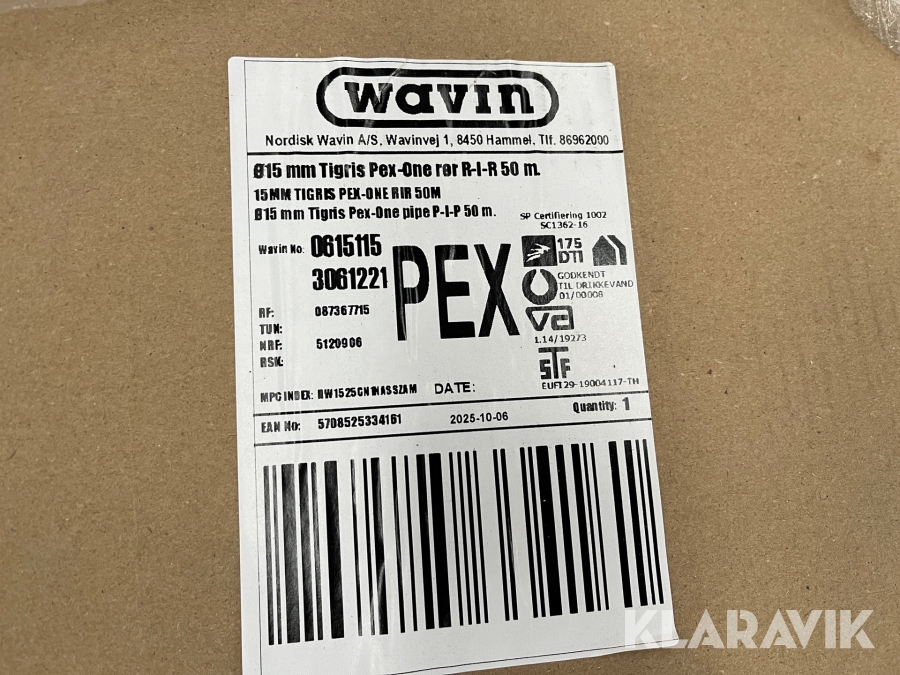 wavin
Nordisk Wavin A/S, Wavinvej 1, 8450 Hammel, Tlf. 86962000
Ø15 mm Tigris Pex-One rør R-I-R 50 m.
15MM TIGRIS PEX-ONE RIR 50M
Ø15 mm Tigris Pex-One pipe P-I-P 50 m.
SP Certifiering 1002
SC1362-16
Wavin No: 0615115
3061221
PEX
175
DTI
GODKENDT
TIL DRIKKEVAND
01/00008
va
1.14/19273
STF
EUFI29-19004117-TH
RF: 087367715
TUN:
NRF: 5120906
RSK:
MPG INDEX: DATE:
EAN No: 5708525334161 2025-10-06 Quantity: 1
KLARAVIK